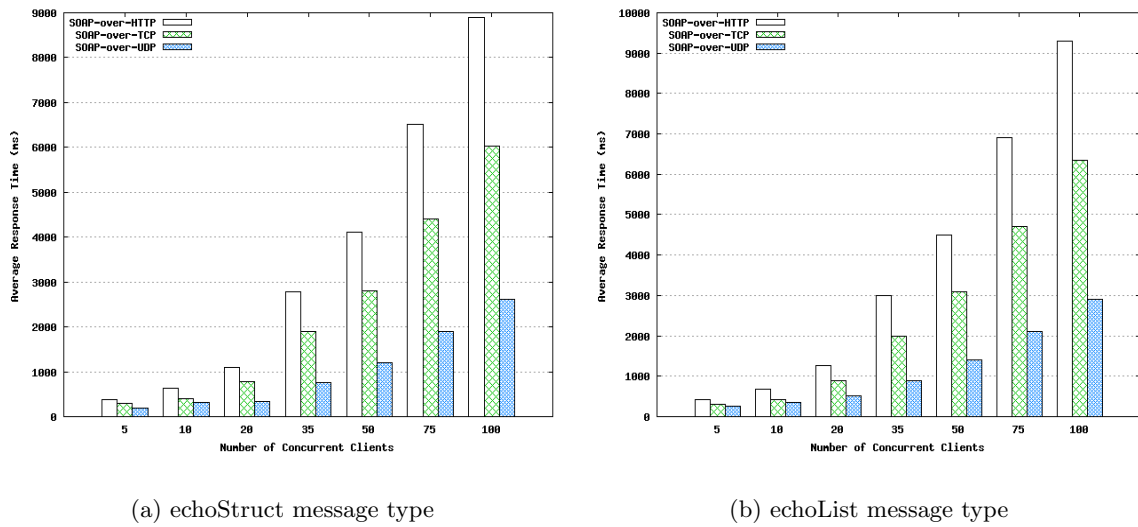 SOAP-over-HTTP
SOAP-over-TCP
SOAP-over-UDP
9000
8000
7000
6000
5000
4000
3000
2000
1000
0
Average Response Time (ms)
5 10 20 35 50 75 100
Number of Concurrent Clients
(a) echoStruct message type
SOAP-over-HTTP
SOAP-over-TCP
SOAP-over-UDP
10000
9000
8000
7000
6000
5000
4000
3000
2000
1000
0
Average Response Time (ms)
5 10 20 35 50 75 100
Number of Concurrent Clients
(b) echoList message type